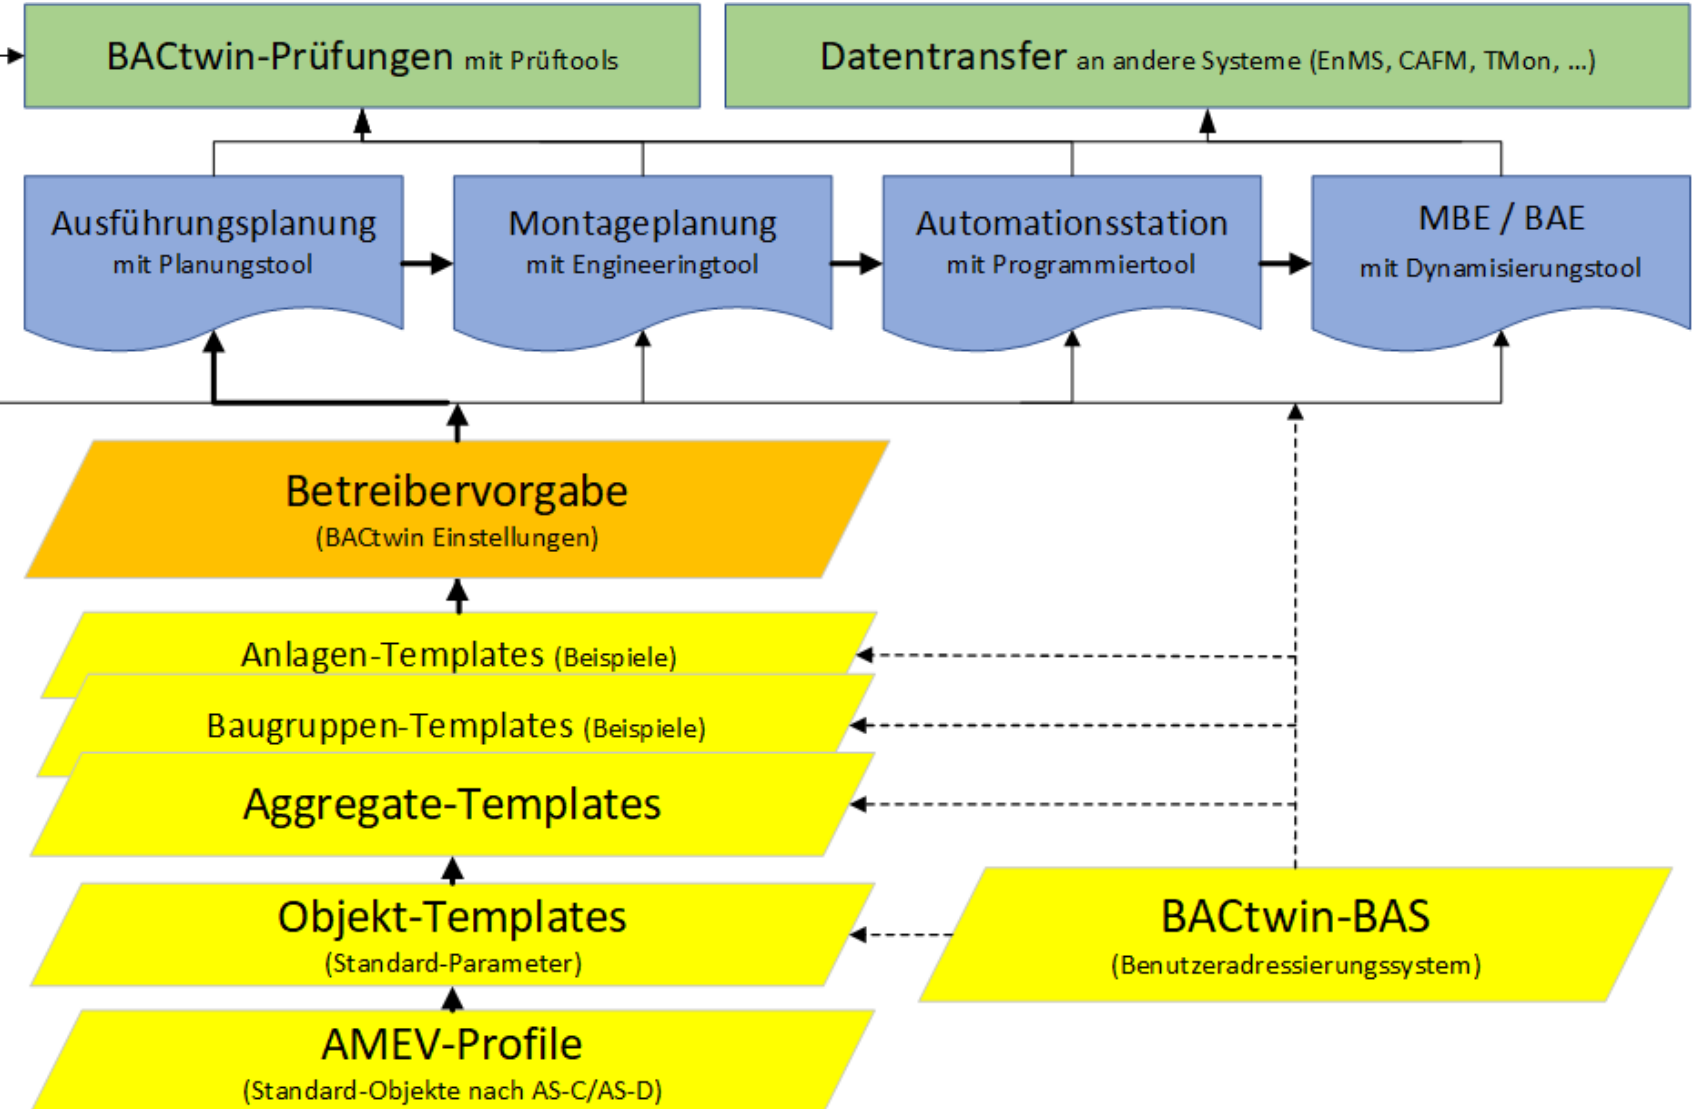 BACtwin-Prüfungen mit Prüftools
Datentransfer an andere Systeme (EnMS, CAFM, TMon, ...)
Ausführungsplanung
mit Planungstool
Montageplanung
mit Engineeringtool
Automationsstation
mit Programmiertool
MBE / BAE
mit Dynamisierungstool
Betreibervorgabe
(BACtwin Einstellungen)
Anlagen-Templates (Beispiele)
Baugruppen-Templates (Beispiele)
Aggregate-Templates
Objekt-Templates
(Standard-Parameter)
BACtwin-BAS
(Benutzeradressierungssystem)
AMEV-Profile
(Standard-Objekte nach AS-C/AS-D)